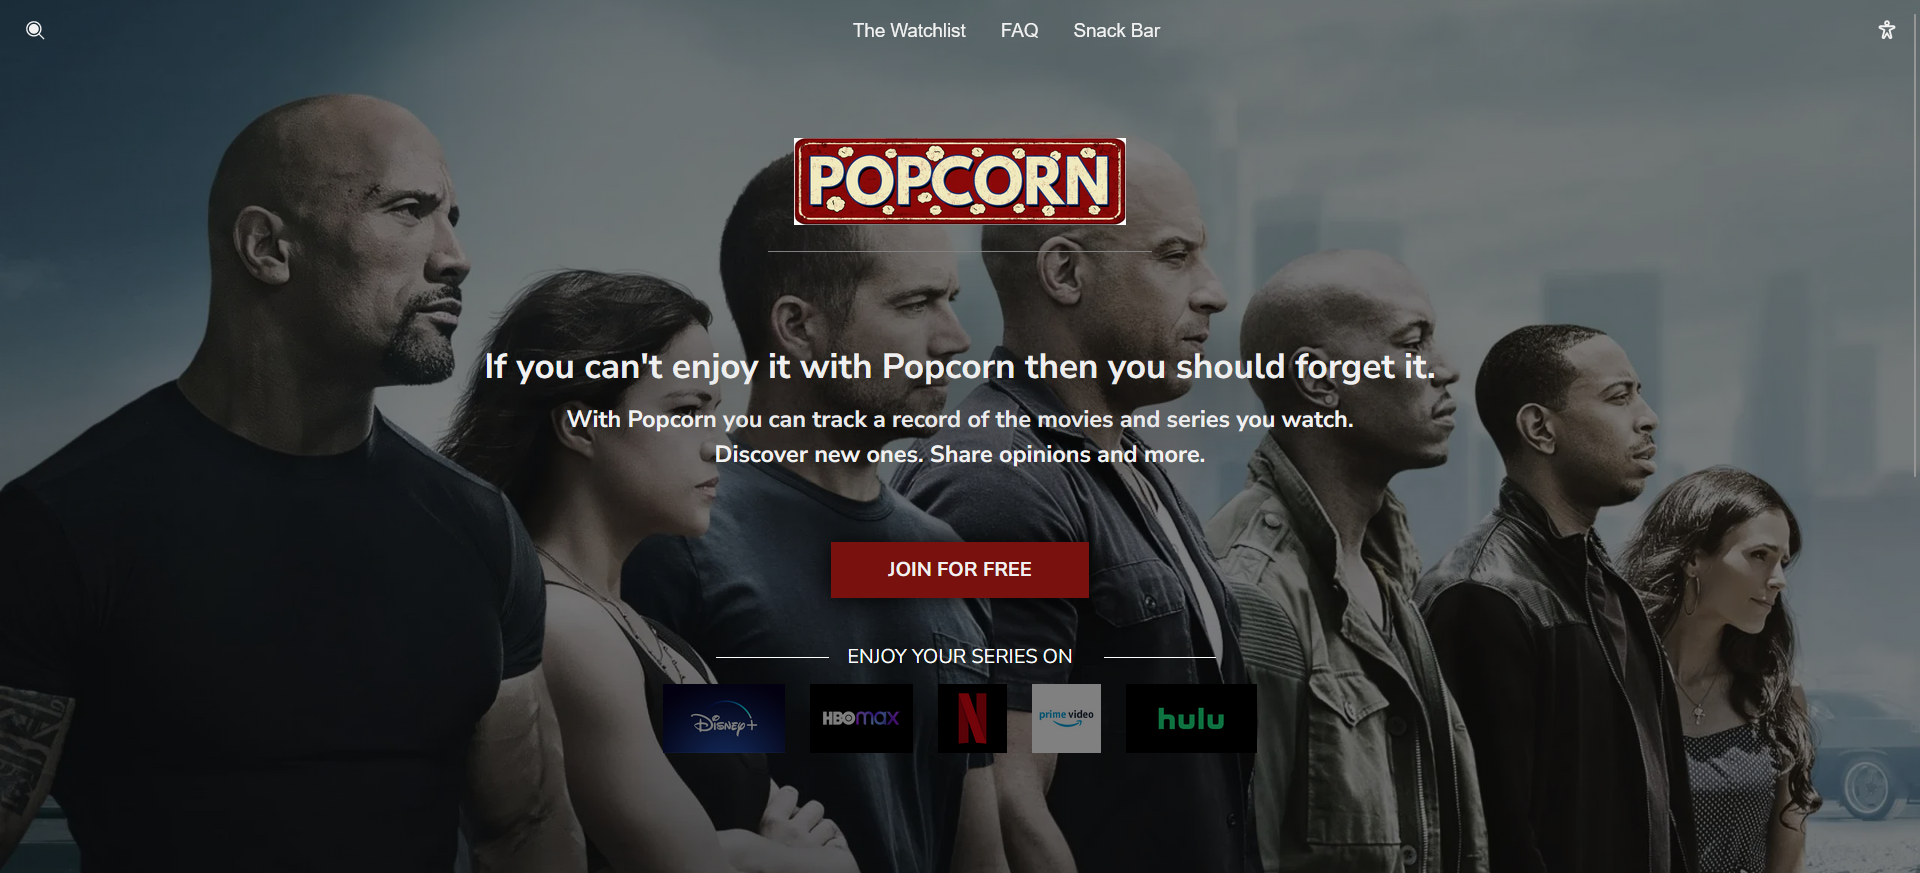 The Watchlist FAQ Snack Bar
POPCORN
If you can't enjoy it with Popcorn then you should forget it.
With Popcorn you can track a record of the movies and series you watch.
Discover new ones. Share opinions and more.
JOIN FOR FREE
ENJOY YOUR SERIES ON
Disney+ HBOmax N prime video hulu